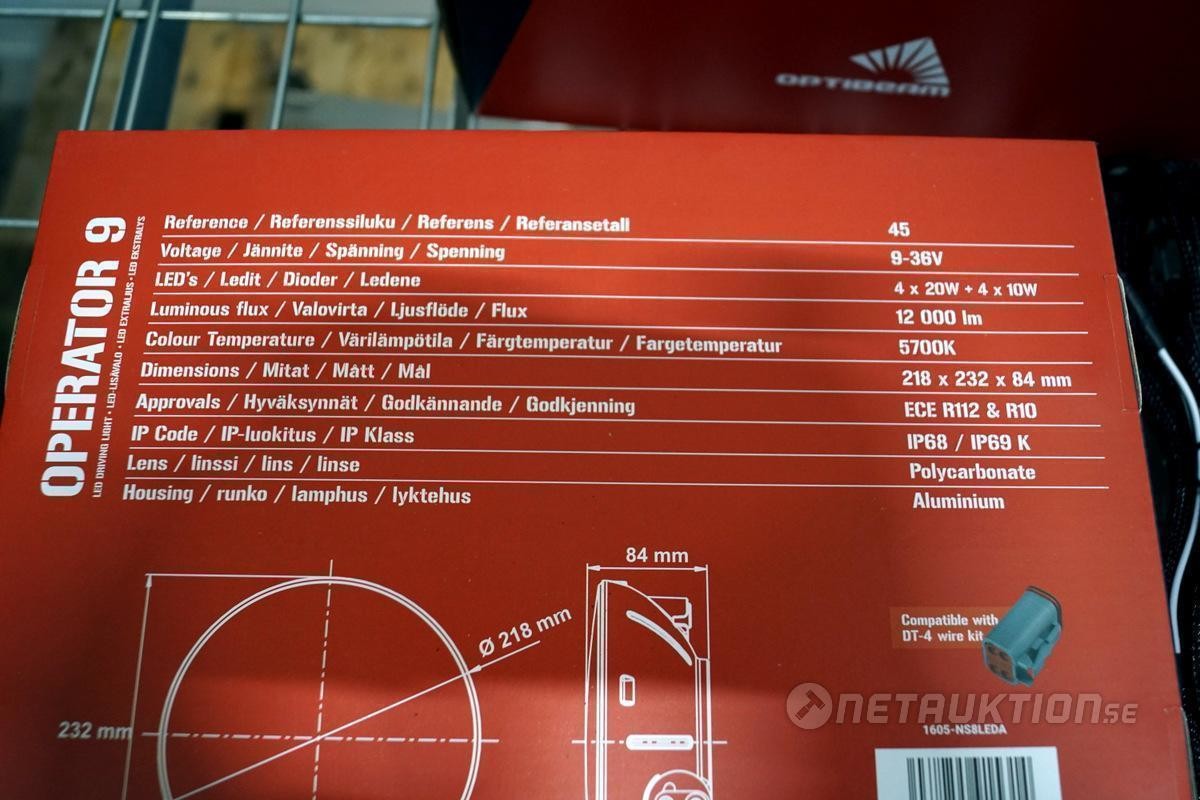 OPTIBEAM
OPERATOR 9
LED DRIVING LIGHT · LED-LISÄVALO · LED EXTRALJUS · LED EKSTRALYS
Reference / Referenssiluku / Referens / Referansetall 45
Voltage / Jännite / Spänning / Spenning 9-36V
LED's / Ledit / Dioder / Ledene 4 x 20W + 4 x 10W
Luminous flux / Valovirta / Ljusflöde / Flux 12 000 lm
Colour Temperature / Värilämpötila / Färgtemperatur / Fargetemperatur 5700K
Dimensions / Mitat / Mått / Mål 218 x 232 x 84 mm
Approvals / Hyväksynnät / Godkännande / Godkjenning ECE R112 & R10
IP Code / IP-luokitus / IP Klass IP68 / IP69 K
Lens / linssi / lins / linse Polycarbonate
Housing / runko / lamphus / lyktehus Aluminium
84 mm
Ø 218 mm
232 mm
Compatible with
DT-4 wire kit
NETAUKTION.SE
1605-NS8LEDA